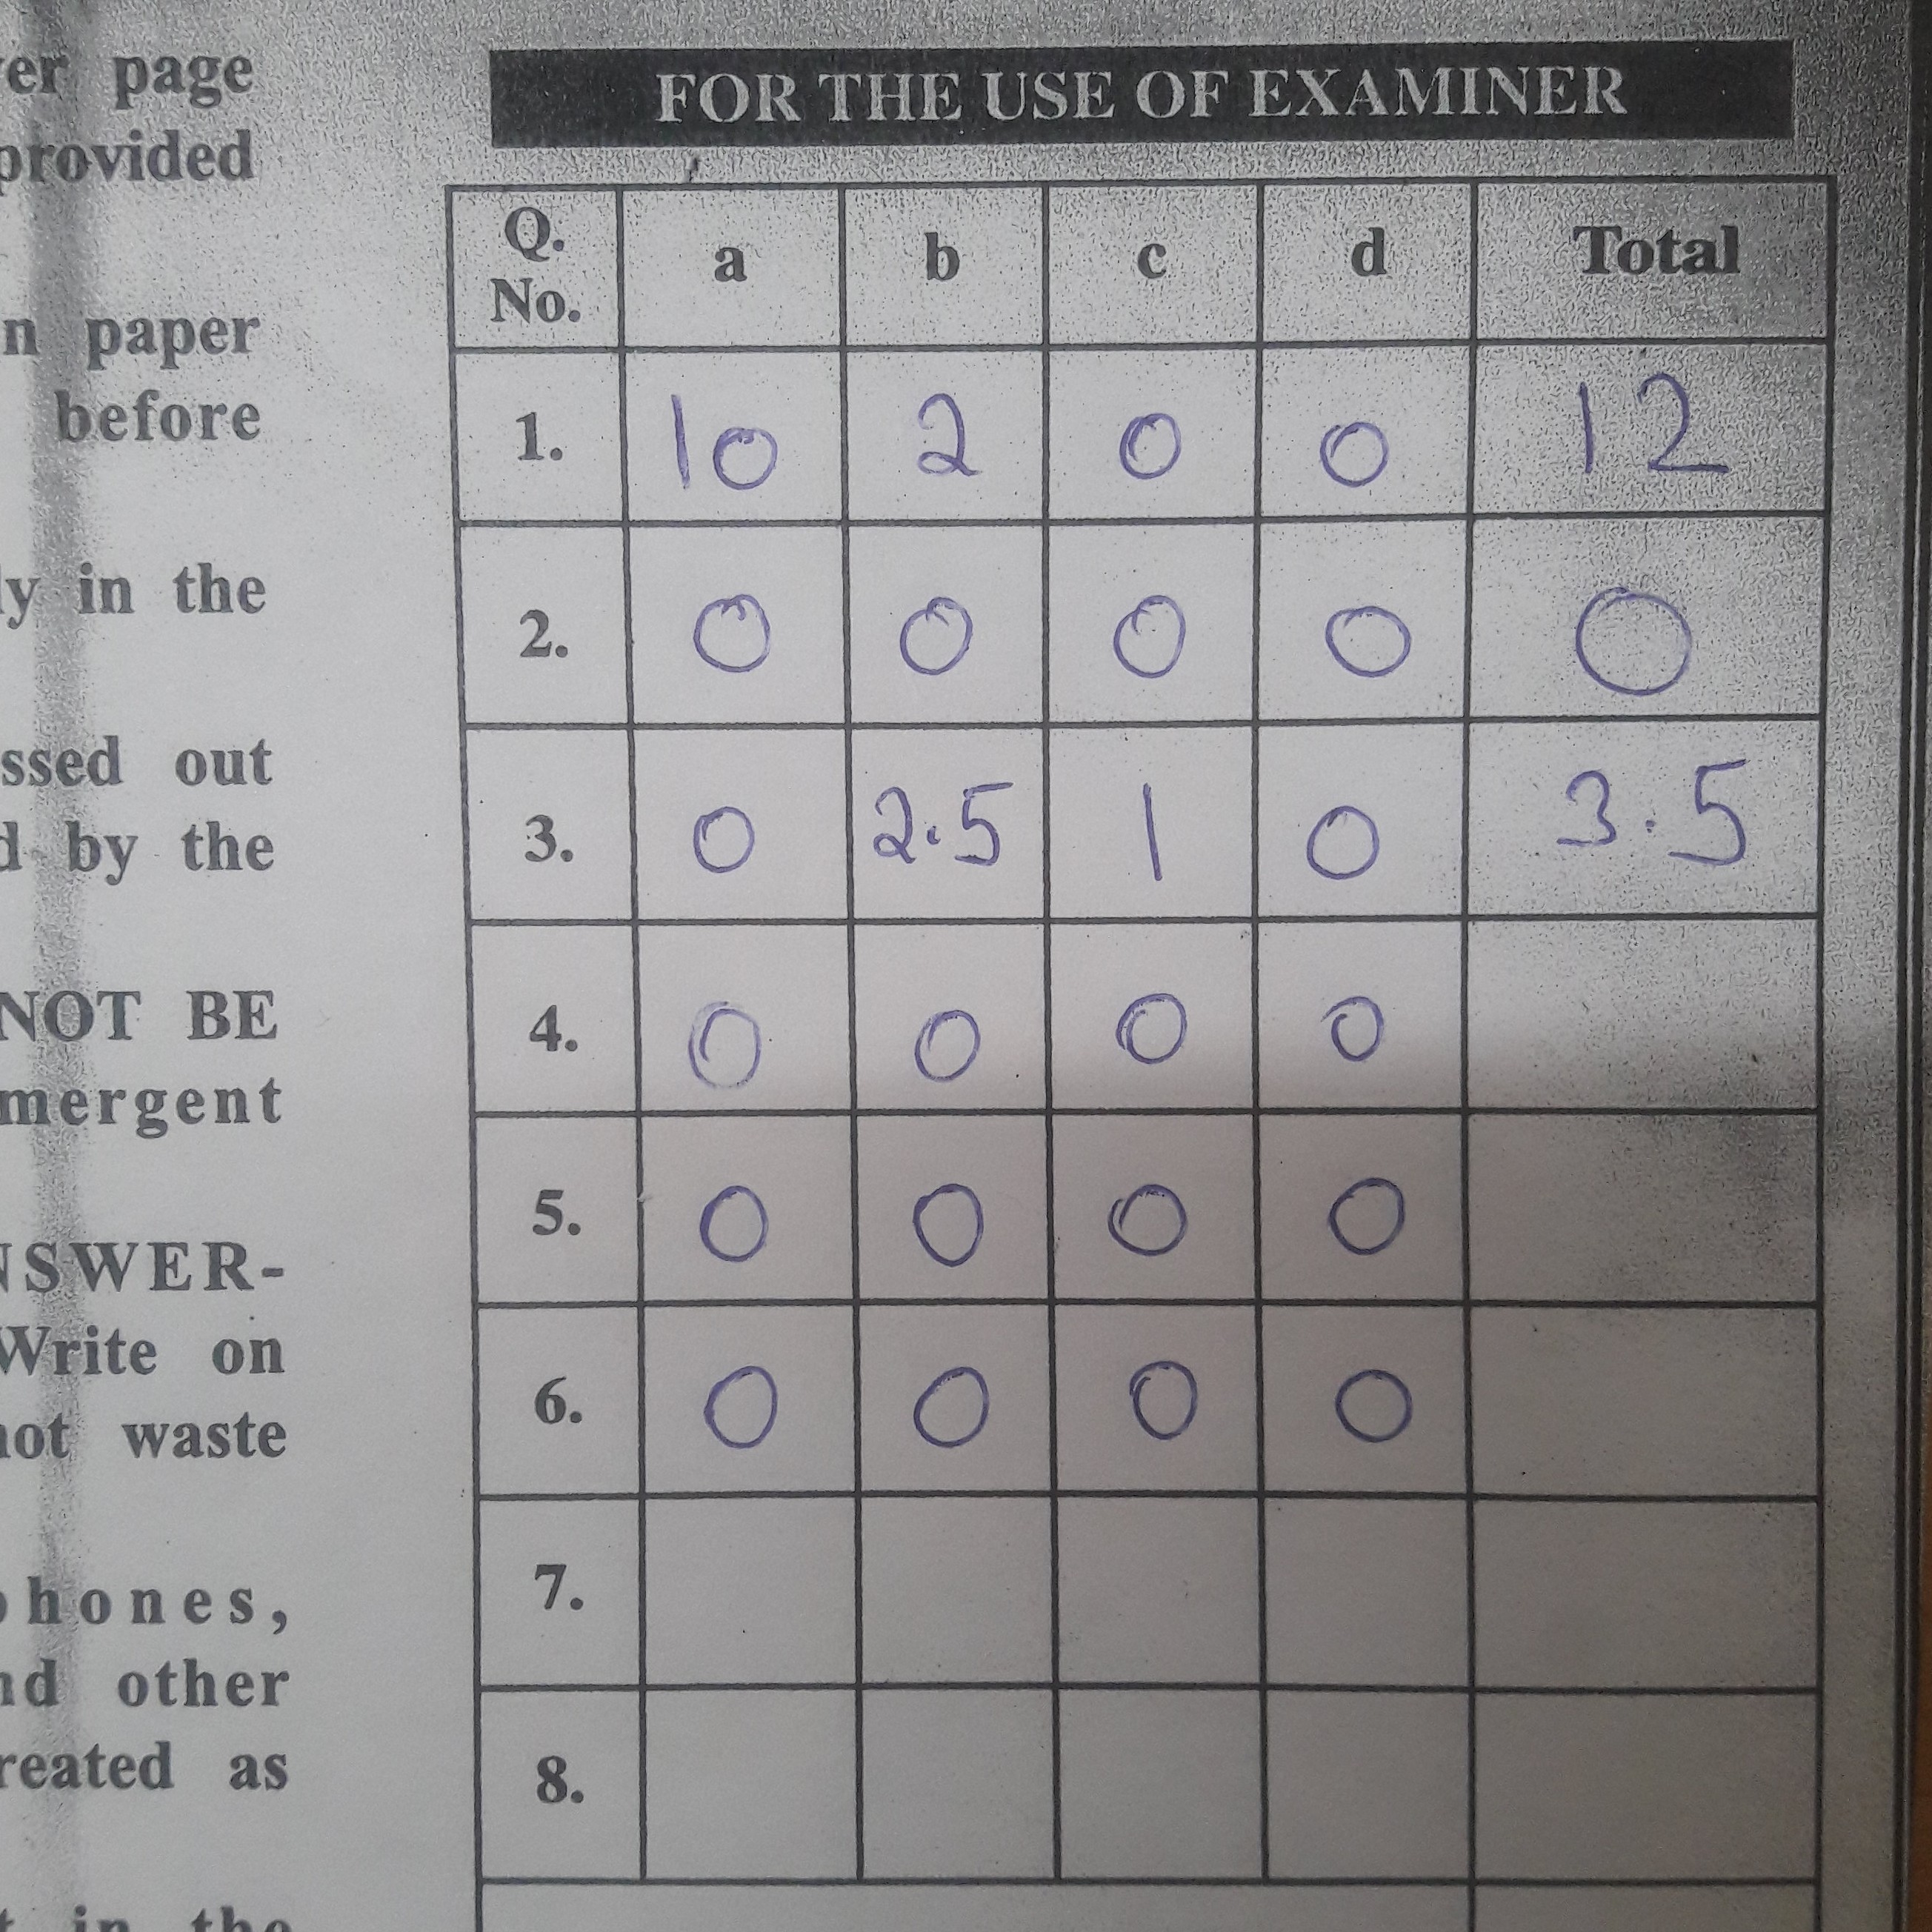 er page
provided
n paper
before
y in the
ssed out
d by the
NOT BE
mergent
NSWER-
Write on
not waste
phones,
nd other
reated as
in the
FOR THE USE OF EXAMINER
Q. No. a b c d Total
1. 10 2 0 0 12
2. 0 0 0 0 0
3. 0 2.5 1 0 3.5
4. 0 0 0 0
5. 0 0 0 0
6. 0 0 0 0
7.
8.